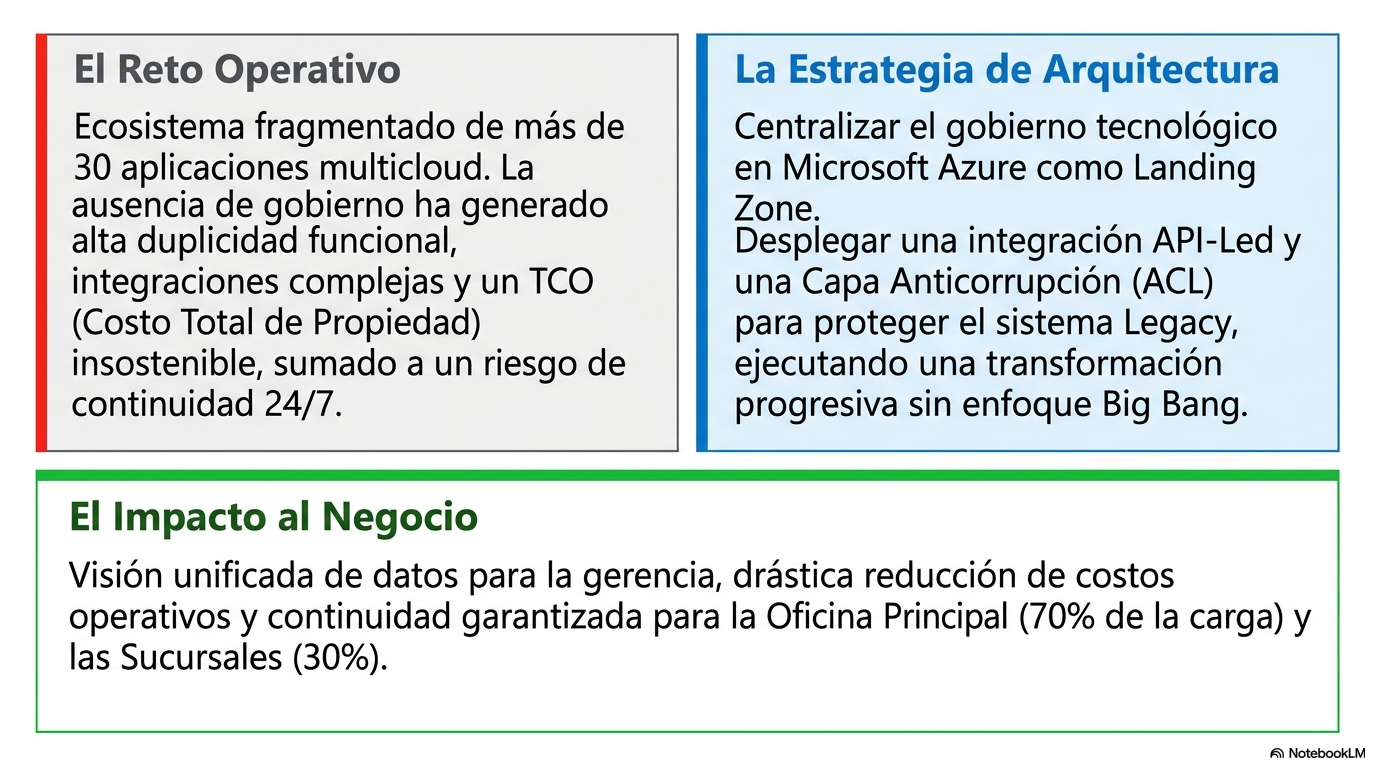 El Reto Operativo
Ecosistema fragmentado de más de
30 aplicaciones multicloud. La
ausencia de gobierno ha generado
alta duplicidad funcional,
integraciones complejas y un TCO
(Costo Total de Propiedad)
insostenible, sumado a un riesgo de
continuidad 24/7.
La Estrategia de Arquitectura
Centralizar el gobierno tecnológico
en Microsoft Azure como Landing
Zone.
Desplegar una integración API-Led y
una Capa Anticorrupción (ACL)
para proteger el sistema Legacy,
ejecutando una transformación
progresiva sin enfoque Big Bang.
El Impacto al Negocio
Visión unificada de datos para la gerencia, drástica reducción de costos
operativos y continuidad garantizada para la Oficina Principal (70% de la carga) y
las Sucursales (30%).
NotebookLM